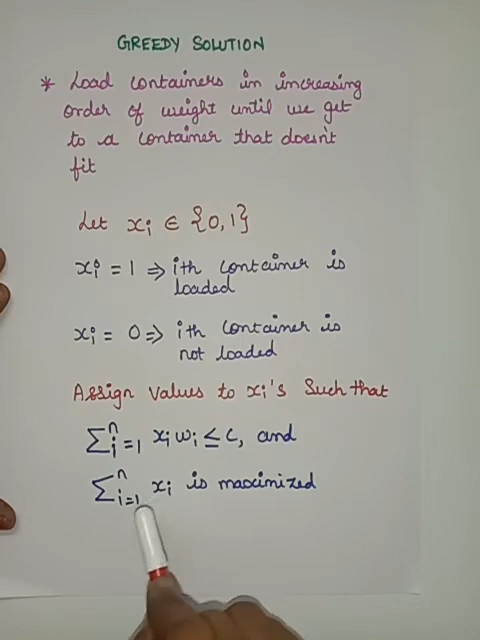 GREEDY SOLUTION
* Load containers in increasing
order of weight until we get
to a container that doesn't
fit
Let xi ∈ {0,1}
xi = 1 ⇒ ith container is
loaded
xi = 0 ⇒ ith container is
not loaded
Assign values to xi's Such that
∑ⁿi=1 xi wi ≤ c, and
∑ⁿi=1 xi is maximized